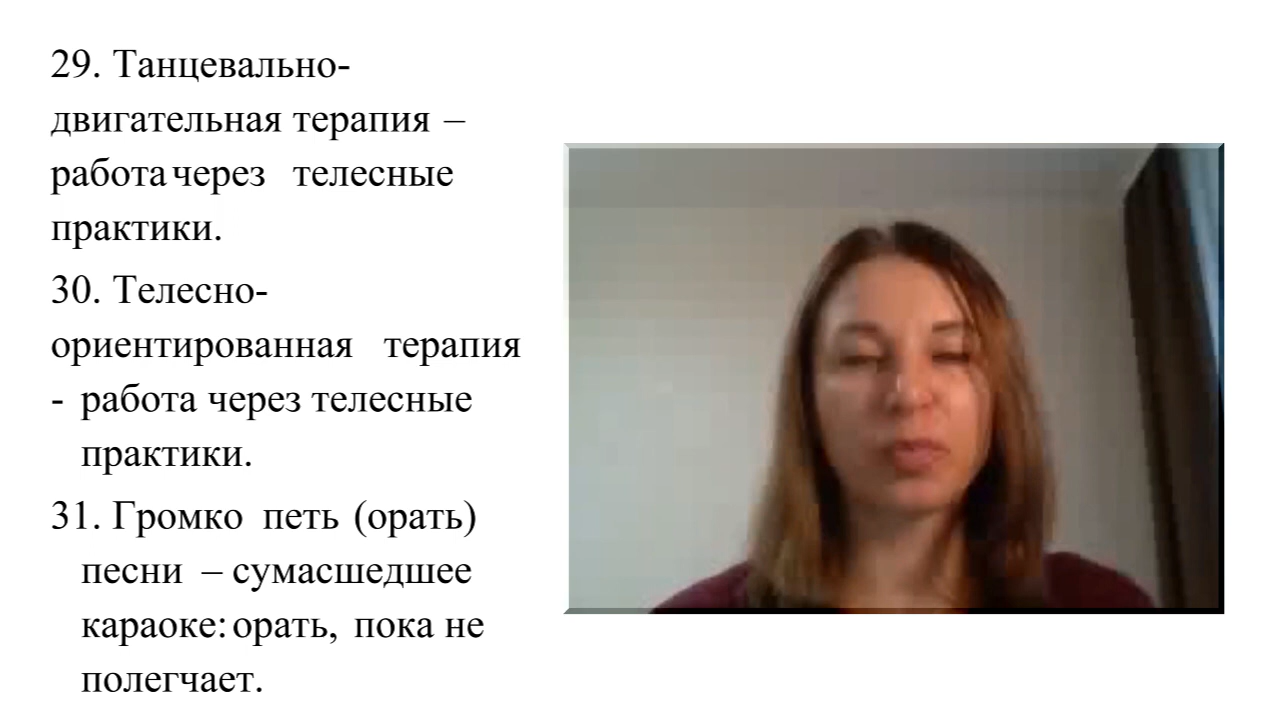 29. Танцевально-
двигательная терапия –
работа через телесные
практики.
30. Телесно-
ориентированная терапия
- работа через телесные
практики.
31. Громко петь (орать)
песни – сумасшедшее
караоке: орать, пока не
полегчает.